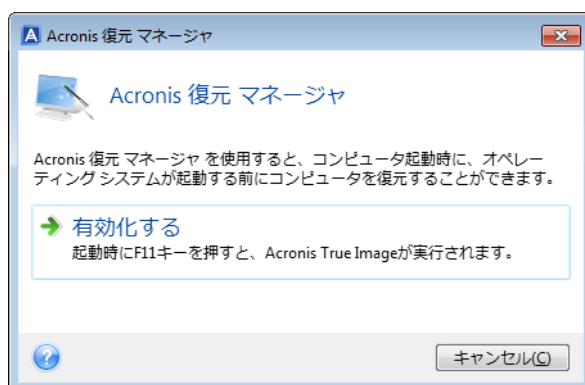 Acronis 復元 マネージャ
Acronis 復元 マネージャ
Acronis 復元 マネージャ を使用すると、コンピュータ起動時に、オペレー
ティング システムが起動する前にコンピュータを復元することができます。
有効化する
起動時にF11キーを押すと、Acronis True Imageが実行されます。
キャンセル(C)